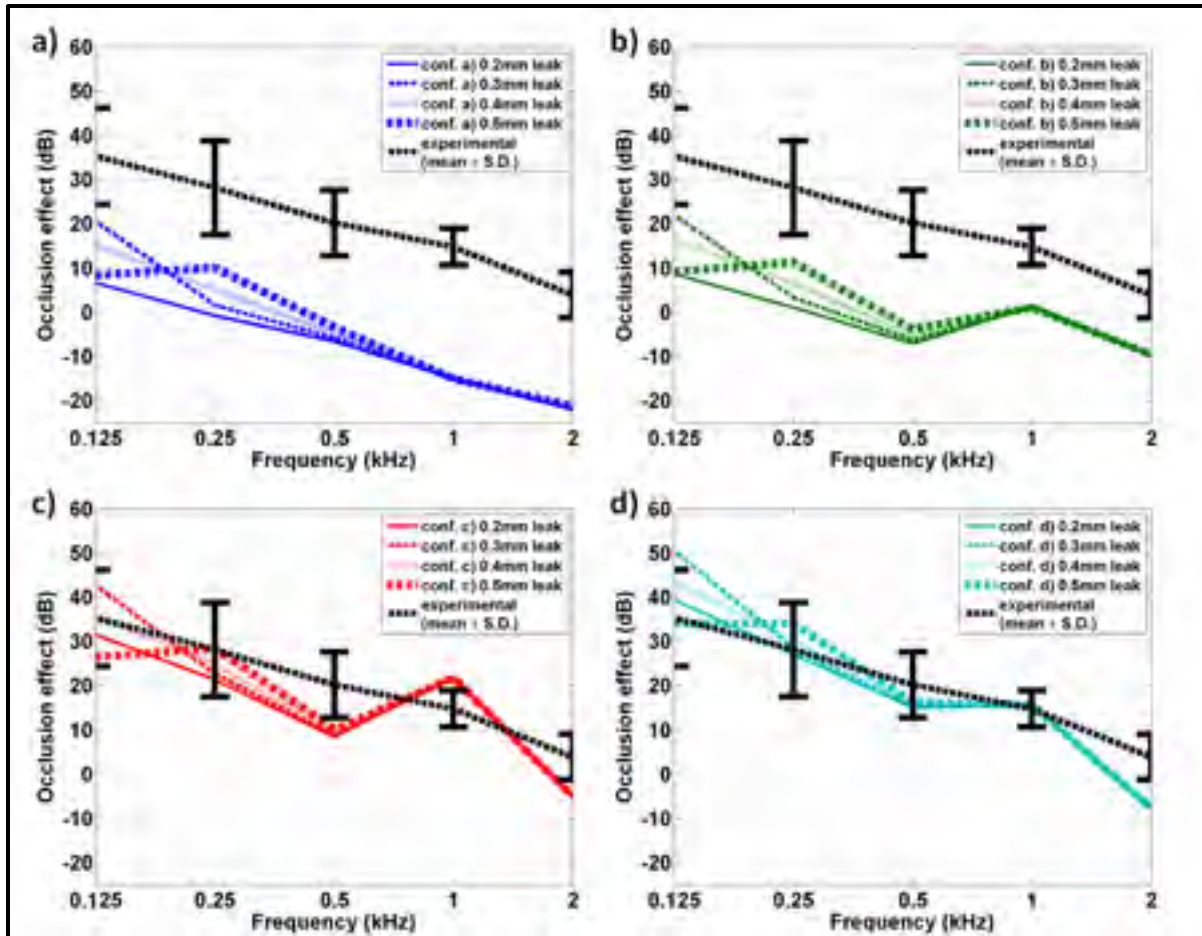 a)
60
50
40
30
20
10
0
-10
-20
Occlusion effect (dB)
conf. a) 0.2mm leak
conf. a) 0.3mm leak
conf. a) 0.4mm leak
conf. a) 0.5mm leak
experimental
(mean ± S.D.)
0.125 0.25 0.5 1 2
Frequency (kHz)
b)
60
50
40
30
20
10
0
-10
-20
Occlusion effect (dB)
conf. b) 0.2mm leak
conf. b) 0.3mm leak
conf. b) 0.4mm leak
conf. b) 0.5mm leak
experimental
(mean ± S.D.)
0.125 0.25 0.5 1 2
Frequency (kHz)
c)
60
50
40
30
20
10
0
-10
-20
Occlusion effect (dB)
conf. c) 0.2mm leak
conf. c) 0.3mm leak
conf. c) 0.4mm leak
conf. c) 0.5mm leak
experimental
(mean ± S.D.)
0.125 0.25 0.5 1 2
Frequency (kHz)
d)
60
50
40
30
20
10
0
-10
-20
Occlusion effect (dB)
conf. d) 0.2mm leak
conf. d) 0.3mm leak
conf. d) 0.4mm leak
conf. d) 0.5mm leak
experimental
(mean ± S.D.)
0.125 0.25 0.5 1 2
Frequency (kHz)